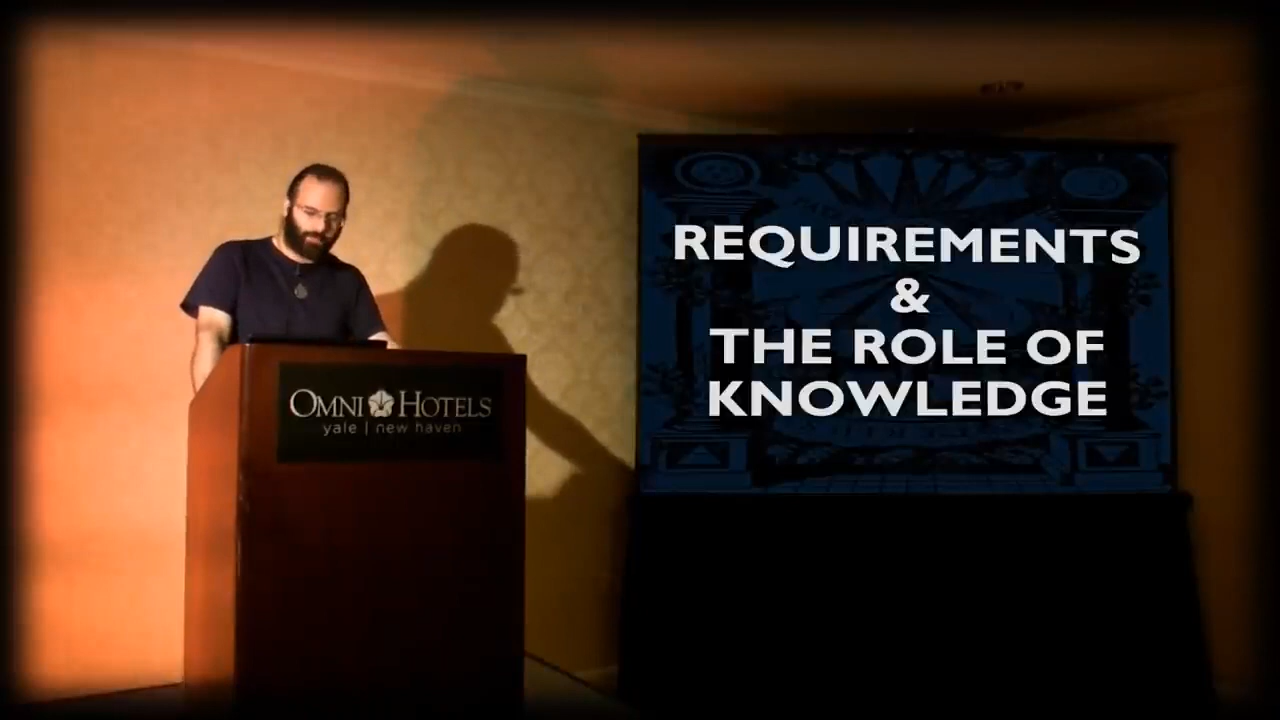 OMNI HOTELS
yale | new haven
REQUIREMENTS
&
THE ROLE OF
KNOWLEDGE